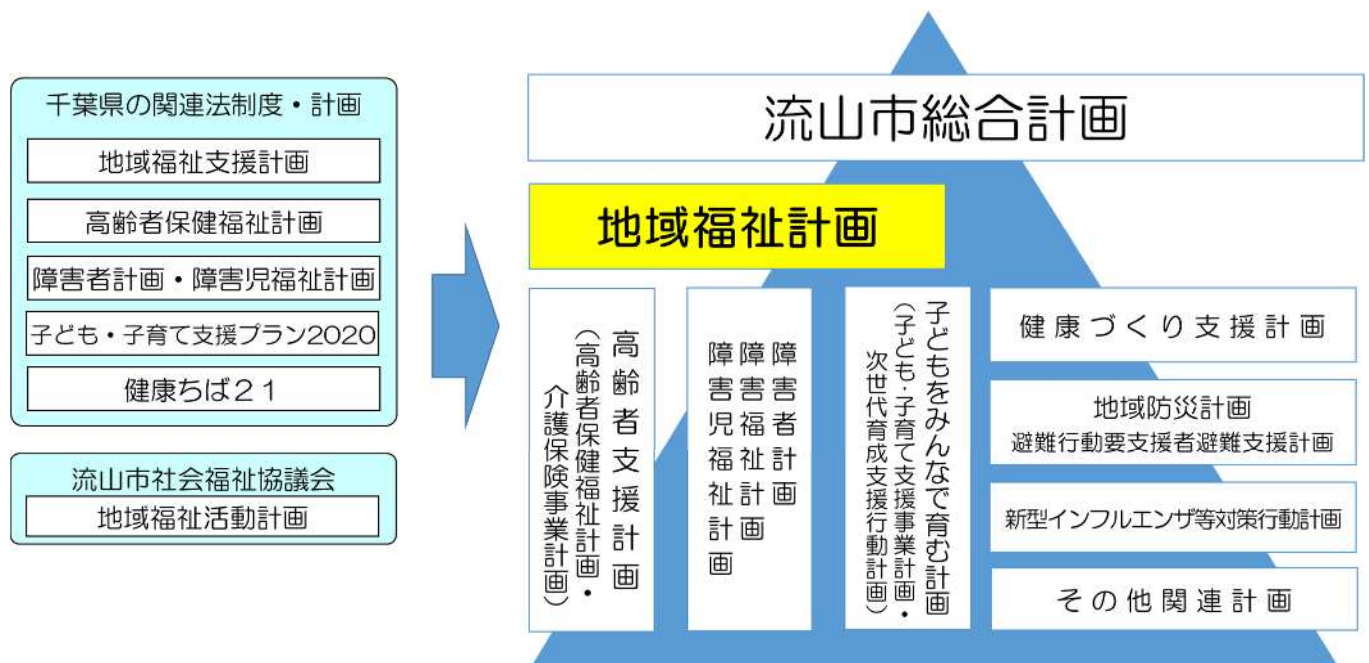 千葉県の関連法制度・計画
地域福祉支援計画
高齢者保健福祉計画
障害者計画・障害児福祉計画
子ども・子育て支援プラン2020
健康ちば２１
流山市社会福祉協議会
地域福祉活動計画
流山市総合計画
地域福祉計画
高齢者支援計画
（高齢者保健福祉計画・
介護保険事業計画）
障害者計画
障害福祉計画
障害児福祉計画
子どもをみんなで育む計画
（子ども・子育て支援事業計画・
次世代育成支援行動計画）
健康づくり支援計画
地域防災計画
避難行動要支援者避難支援計画
新型インフルエンザ等対策行動計画
その他関連計画